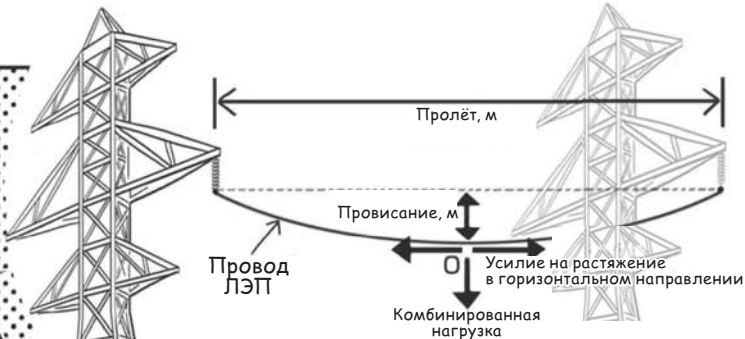 Пролёт, м
Провисание, м
Провод
ЛЭП
О
Усилие на растяжение
в горизонтальном направлении
Комбинированная
нагрузка